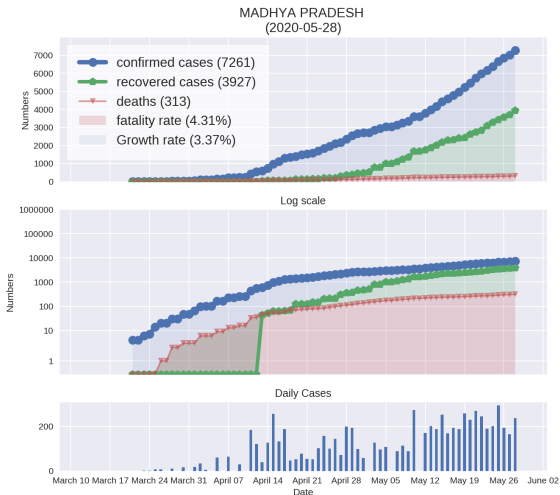 MADHYA PRADESH
(2020-05-28)
Numbers
7000
6000
5000
4000
3000
2000
1000
0
confirmed cases (7261)
recovered cases (3927)
deaths (313)
fatality rate (4.31%)
Growth rate (3.37%)
Log scale
Numbers
1000000
100000
10000
1000
100
10
1
Daily Cases
200
0
March 10 March 17 March 24 March 31 April 07 April 14 April 21 April 28 May 05 May 12 May 19 May 26 June 02
Date